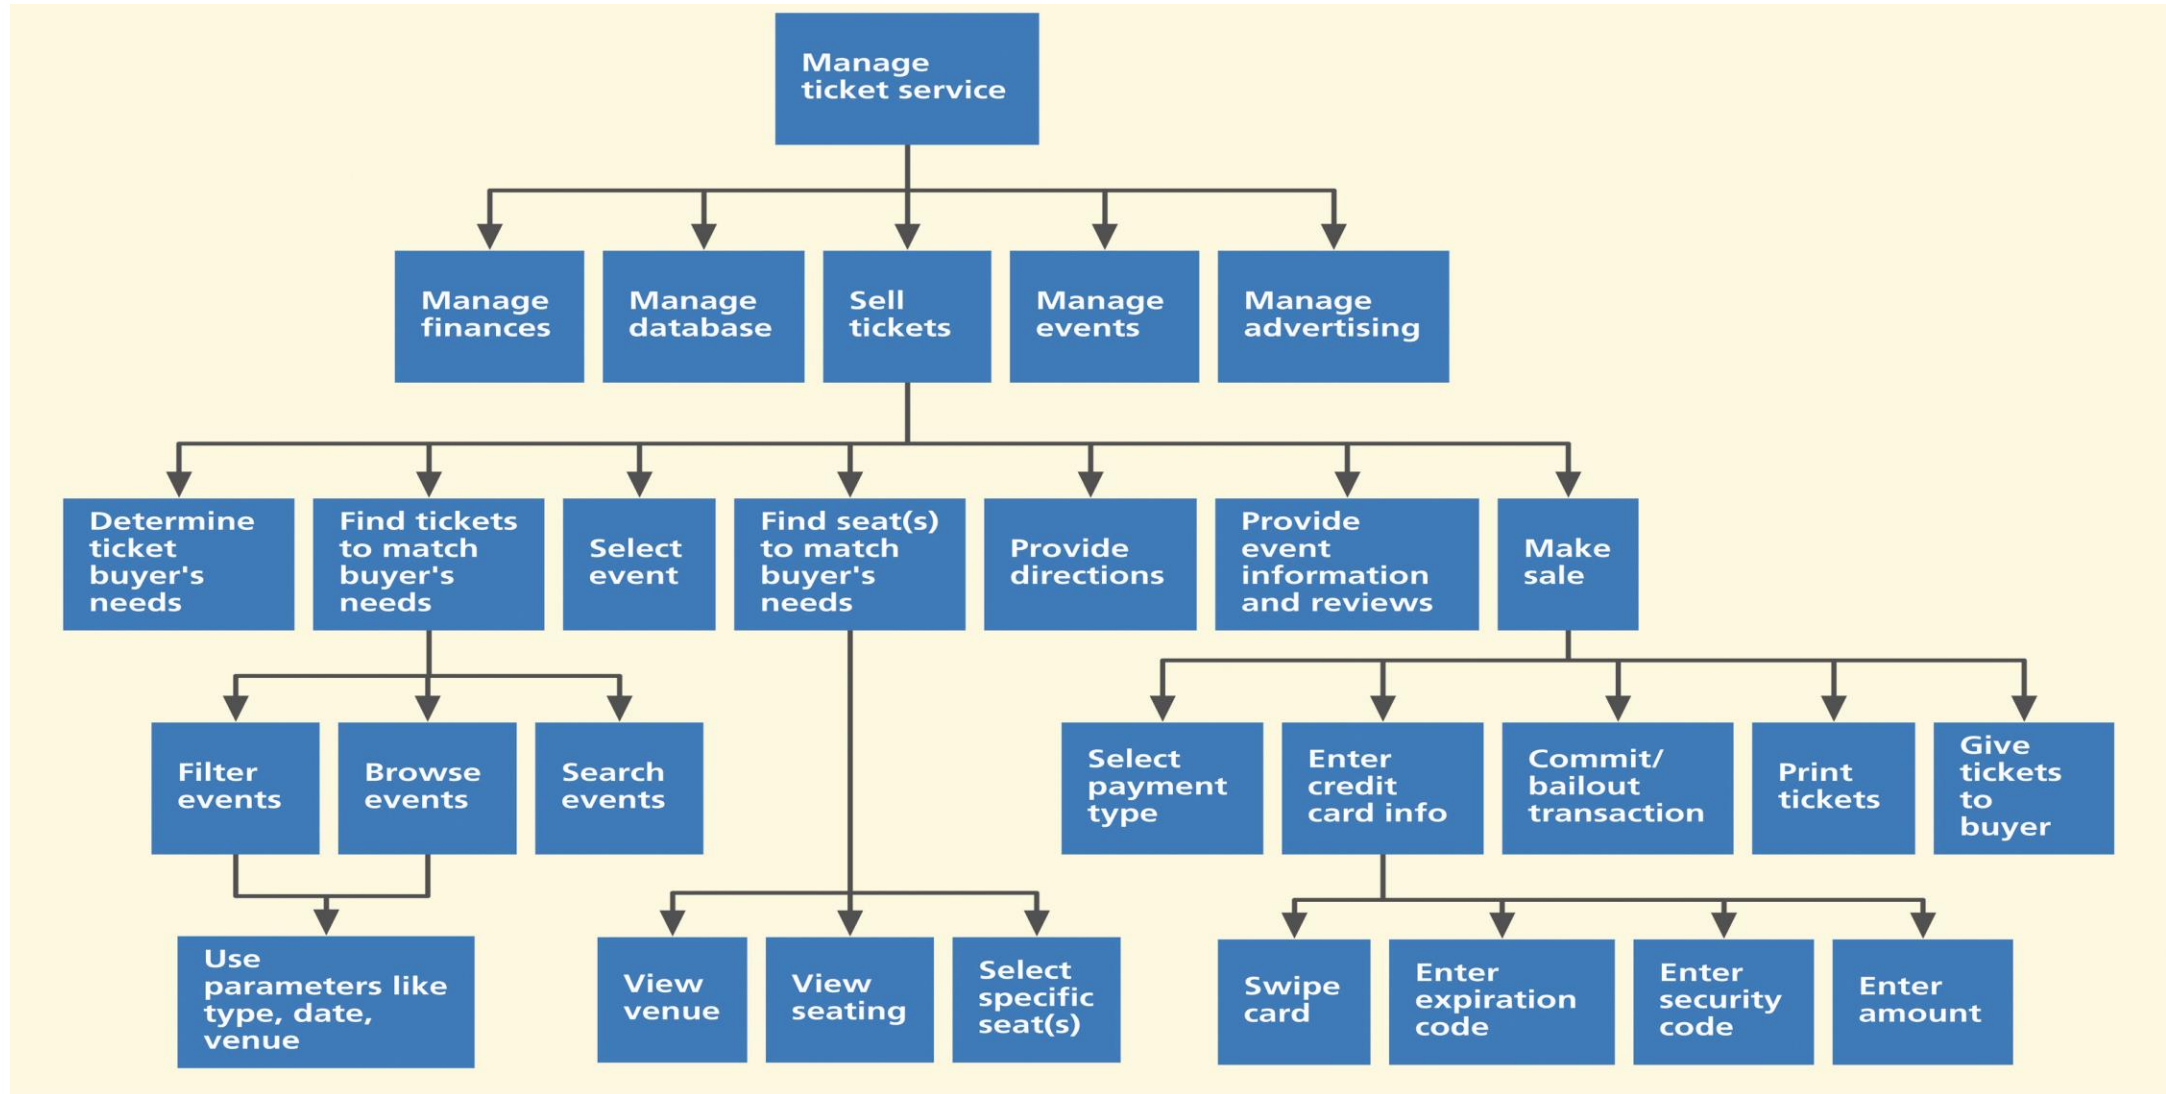 Manage
ticket service
Manage
finances
Manage
database
Sell
tickets
Manage
events
Manage
advertising
Determine
ticket
buyer's
needs
Find tickets
to match
buyer's
needs
Select
event
Find seat(s)
to match
buyer's
needs
Provide
directions
Provide
event
information
and reviews
Make
sale
Filter
events
Browse
events
Search
events
Select
payment
type
Enter
credit
card info
Commit/
bailout
transaction
Print
tickets
Give
tickets
to
buyer
Use
parameters like
type, date,
venue
View
venue
View
seating
Select
specific
seat(s)
Swipe
card
Enter
expiration
code
Enter
security
code
Enter
amount